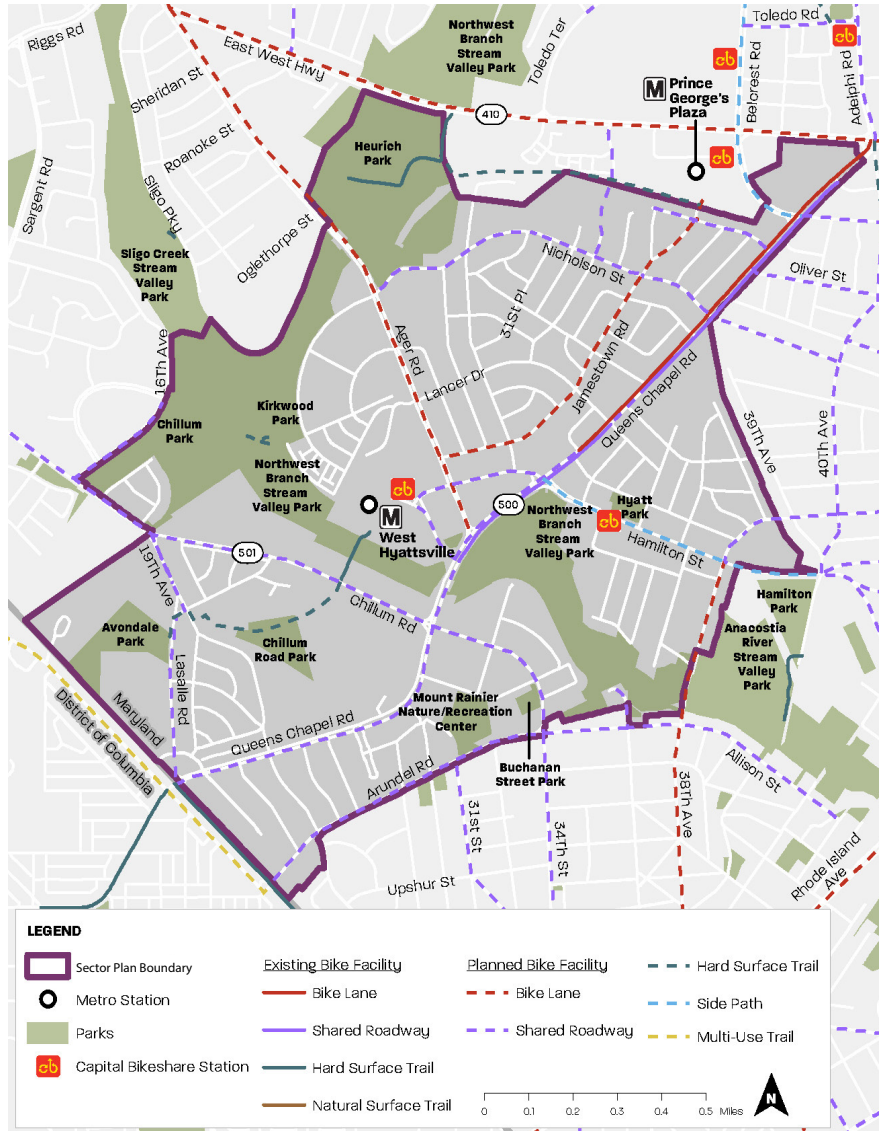 Riggs Rd
East West Hwy
Northwest
Branch
Stream
Valley Park
Toledo Ter
Toledo Rd
cb
cb
Belcrest Rd
Adelphi Rd
M
Prince
George's
Plaza
Sheridan St
410
Roanoke St
Heurich
Park
cb
Sargent Rd
Sligo Pky
Oglethorpe St
Sligo Creek
Stream
Valley
Park
Nicholson St
Oliver St
31St Pl
16Th Ave
Ager Rd
Jamestown Rd
Lancer Dr
Queens Chapel Rd
Kirkwood
Park
Chillum
Park
39Th Ave
40Th Ave
Northwest
Branch
Stream
Valley Park
cb
M
West
Hyattsville
500
Northwest
Branch
Stream
Valley Park
Hyatt
Park
cb
Hamilton St
501
19Th Ave
Chillum Rd
Hamilton
Park
Avondale
Park
Chillum
Road Park
Anacostia
River
Stream
Valley
Park
Lasalle Rd
Maryland
District of Columbia
Mount Rainier
Nature/Recreation
Center
Queens Chapel Rd
Arundel Rd
Buchanan
Street Park
Allison St
31st St
34Th St
38Th Ave
Upshur St
Rhode Island
Ave
LEGEND
Sector Plan Boundary
Metro Station
Parks
cb
Capital Bikeshare Station
Existing Bike Facility
Bike Lane
Shared Roadway
Hard Surface Trail
Natural Surface Trail
Planned Bike Facility
Bike Lane
Shared Roadway
Hard Surface Trail
Side Path
Multi-Use Trail
0 0.1 0.2 0.3 0.4 0.5 Miles
N